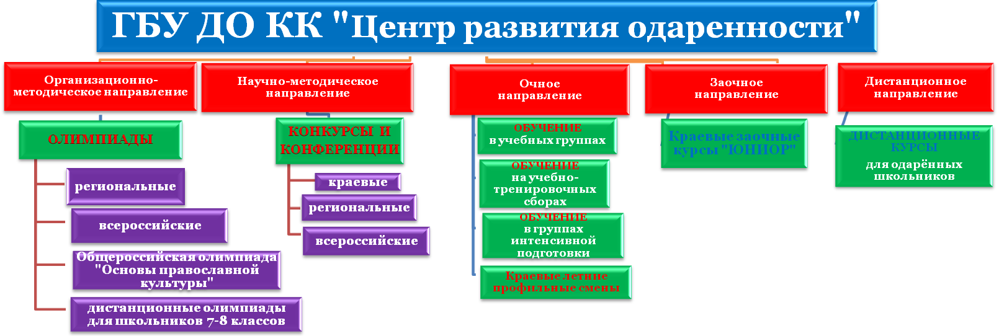 ГБУ ДО КК "Центр развития одаренности"
Организационно-
методическое направление
ОЛИМПИАДЫ
региональные
всероссийские
Общероссийская олимпиада
"Основы православной
культуры"
дистанционные олимпиады
для школьников 7-8 классов
Научно-методическое
направление
КОНКУРСЫ И
КОНФЕРЕНЦИИ
краевые
региональные
всероссийские
Очное
направление
ОБУЧЕНИЕ
в учебных группах
ОБУЧЕНИЕ
на учебно-
тренировочных
сборах
ОБУЧЕНИЕ
в группах
интенсивной
подготовки
Краевые летние
профильные смены
Заочное
направление
Краевые заочные
курсы "ЮНИОР"
Дистанционное
направление
ДИСТАНЦИОННЫЕ
КУРСЫ
для одарённых
школьников